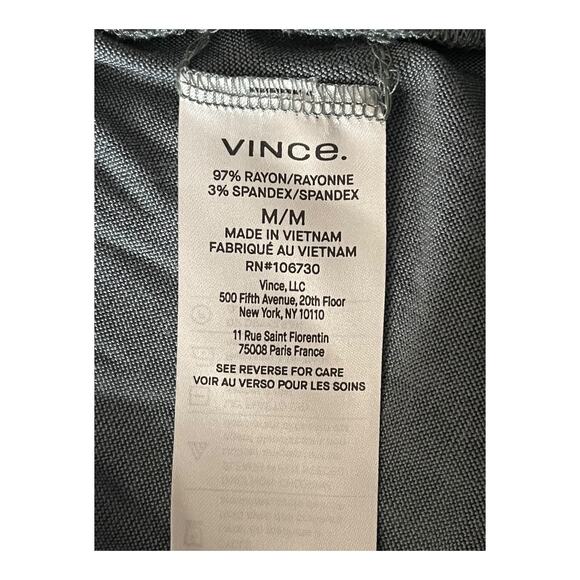 VINCE.
97% RAYON/RAYONNE
3% SPANDEX/SPANDEX
M/M
MADE IN VIETNAM
FABRIQUÉ AU VIETNAM
RN#106730
Vince, LLC
500 Fifth Avenue, 20th Floor
New York, NY 10110
11 Rue Saint Florentin
75008 Paris France
SEE REVERSE FOR CARE
VOIR AU VERSO POUR LES SOINS